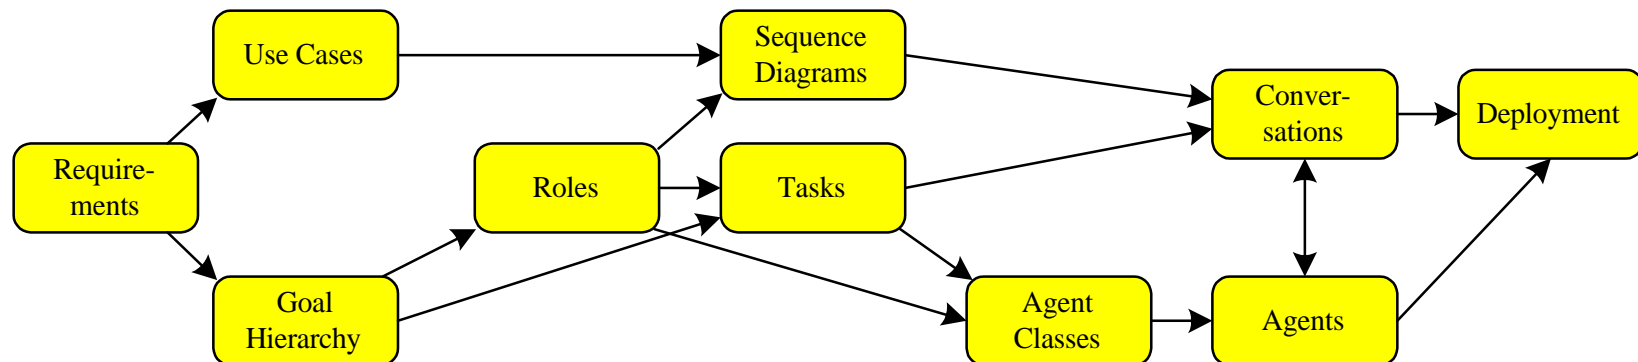 Use Cases
Sequence
Diagrams
Conver-
sations
Deployment
Require-
ments
Roles
Tasks
Goal
Hierarchy
Agent
Classes
Agents